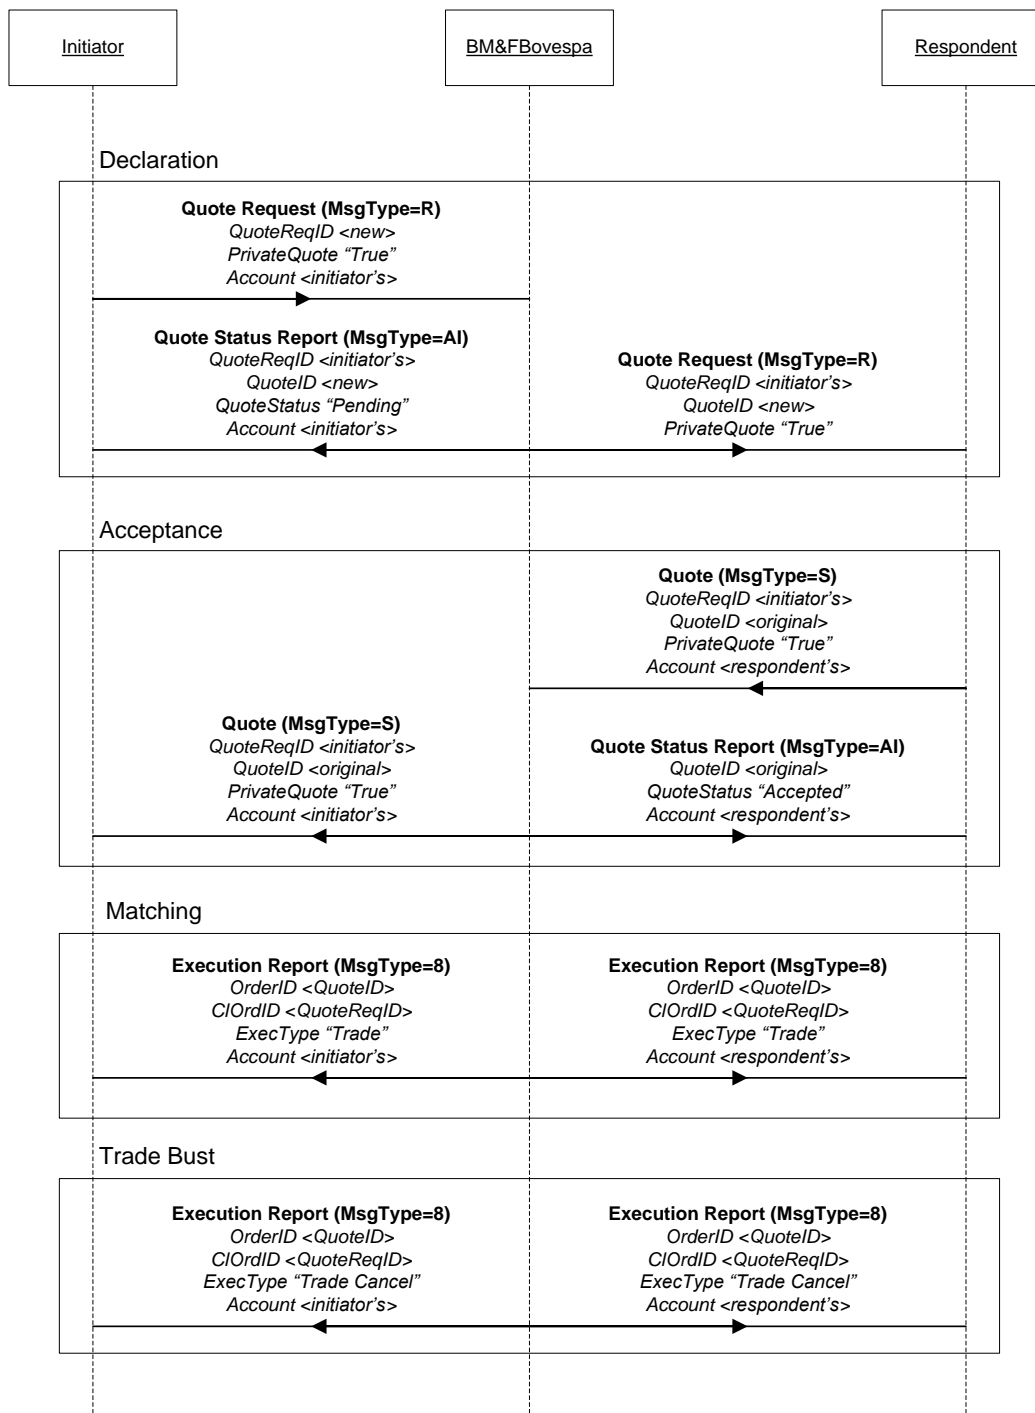 Initiator
BM&FBovespa
Respondent
Declaration
Quote Request (MsgType=R)
QuoteReqID <new>
PrivateQuote “True”
Account <initiator’s>
Quote Status Report (MsgType=AI)
QuoteReqID <initiator’s>
QuoteID <new>
QuoteStatus “Pending”
Account <initiator’s>
Quote Request (MsgType=R)
QuoteReqID <initiator’s>
QuoteID <new>
PrivateQuote “True”
Acceptance
Quote (MsgType=S)
QuoteReqID <initiator’s>
QuoteID <original>
PrivateQuote “True”
Account <respondent’s>
Quote (MsgType=S)
QuoteReqID <initiator’s>
QuoteID <original>
PrivateQuote “True”
Account <initiator’s>
Quote Status Report (MsgType=AI)
QuoteID <original>
QuoteStatus “Accepted”
Account <respondent’s>
Matching
Execution Report (MsgType=8)
OrderID <QuoteID>
ClOrdID <QuoteReqID>
ExecType “Trade”
Account <initiator’s>
Execution Report (MsgType=8)
OrderID <QuoteID>
ClOrdID <QuoteReqID>
ExecType “Trade”
Account <respondent’s>
Trade Bust
Execution Report (MsgType=8)
OrderID <QuoteID>
ClOrdID <QuoteReqID>
ExecType “Trade Cancel”
Account <initiator’s>
Execution Report (MsgType=8)
OrderID <QuoteID>
ClOrdID <QuoteReqID>
ExecType “Trade Cancel”
Account <respondent’s>